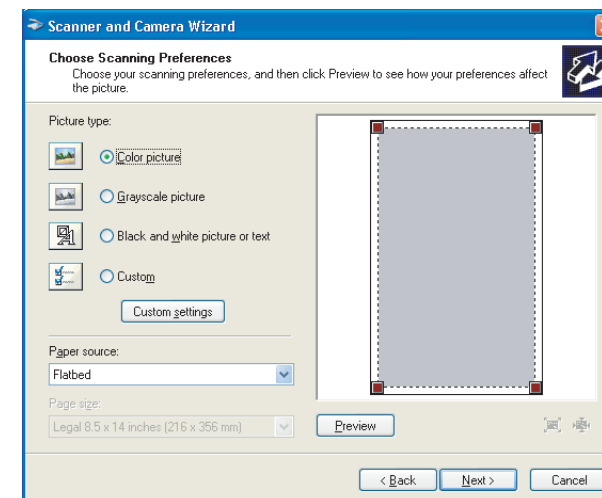 Scanner and Camera Wizard
Choose Scanning Preferences
Choose your scanning preferences, and then click Preview to see how your preferences affect
the picture.
Picture type:
Color picture
Grayscale picture
Black and white picture or text
Custom
Custom settings
Paper source:
Flatbed
Page size:
Legal 8.5 x 14 inches (216 x 356 mm)
Preview
< Back Next > Cancel